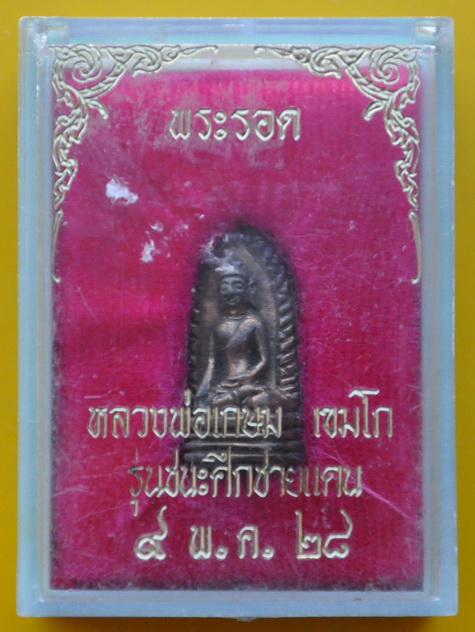 พระรอด
หลวงพ่อเกษม เขมโก
รุ่นชนะศึกชายแดน
๙ พ.ค. ๒๘